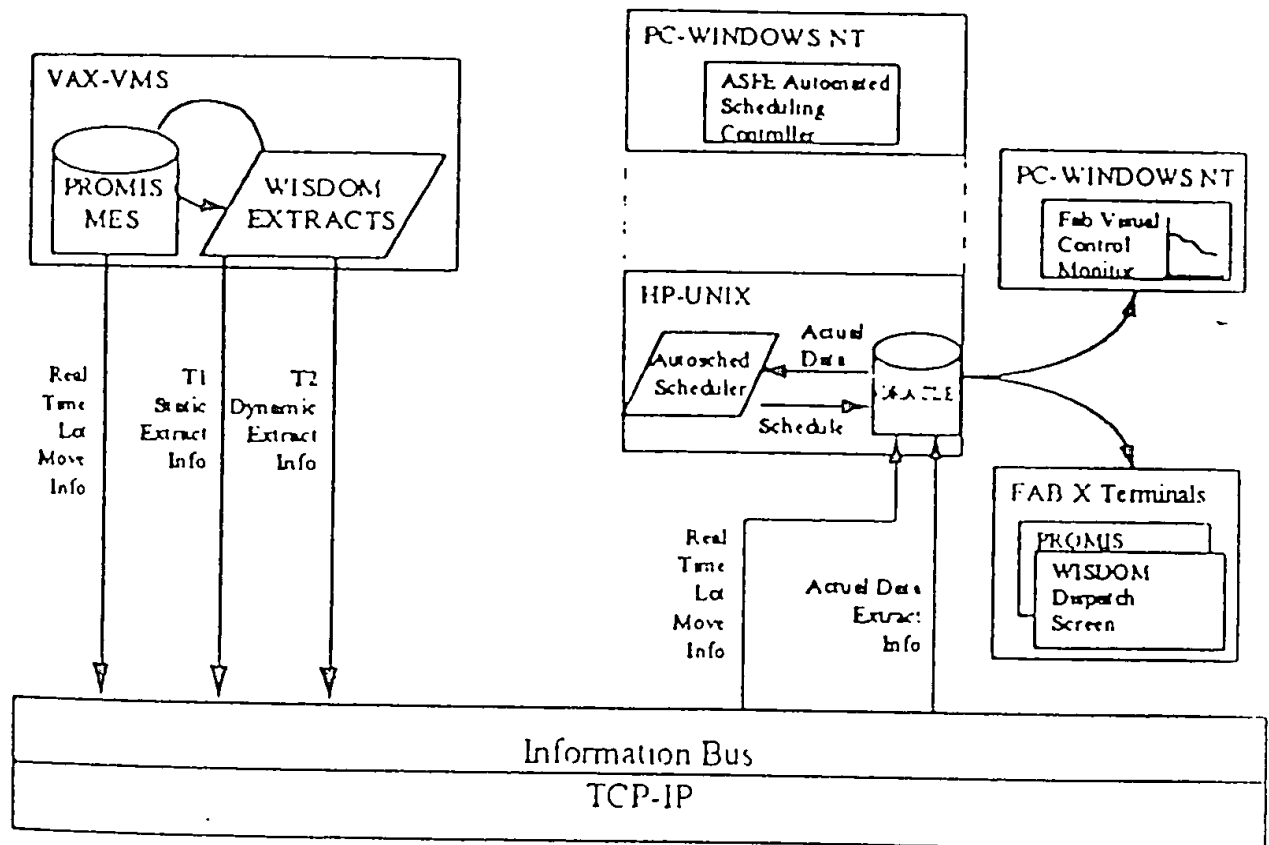 VAX-VMS
PROMIS
MES
WISDOM
EXTRACTS
PC-WINDOWS NT
ASFE Automated
Scheduling
Controller
PC-WINDOWS NT
Fab Visual
Control
Monitor
HP-UNIX
Autosched
Scheduler
Actual
Data
Schedule
FAB X Terminals
PROMIS
WISDOM
Dispatch
Screen
Real
Time
Lot
Move
Info
T1
Static
Extract
Info
T2
Dynamic
Extract
Info
Real
Time
Lot
Move
Info
Actual Data
Extract
Info
Information Bus
TCP-IP